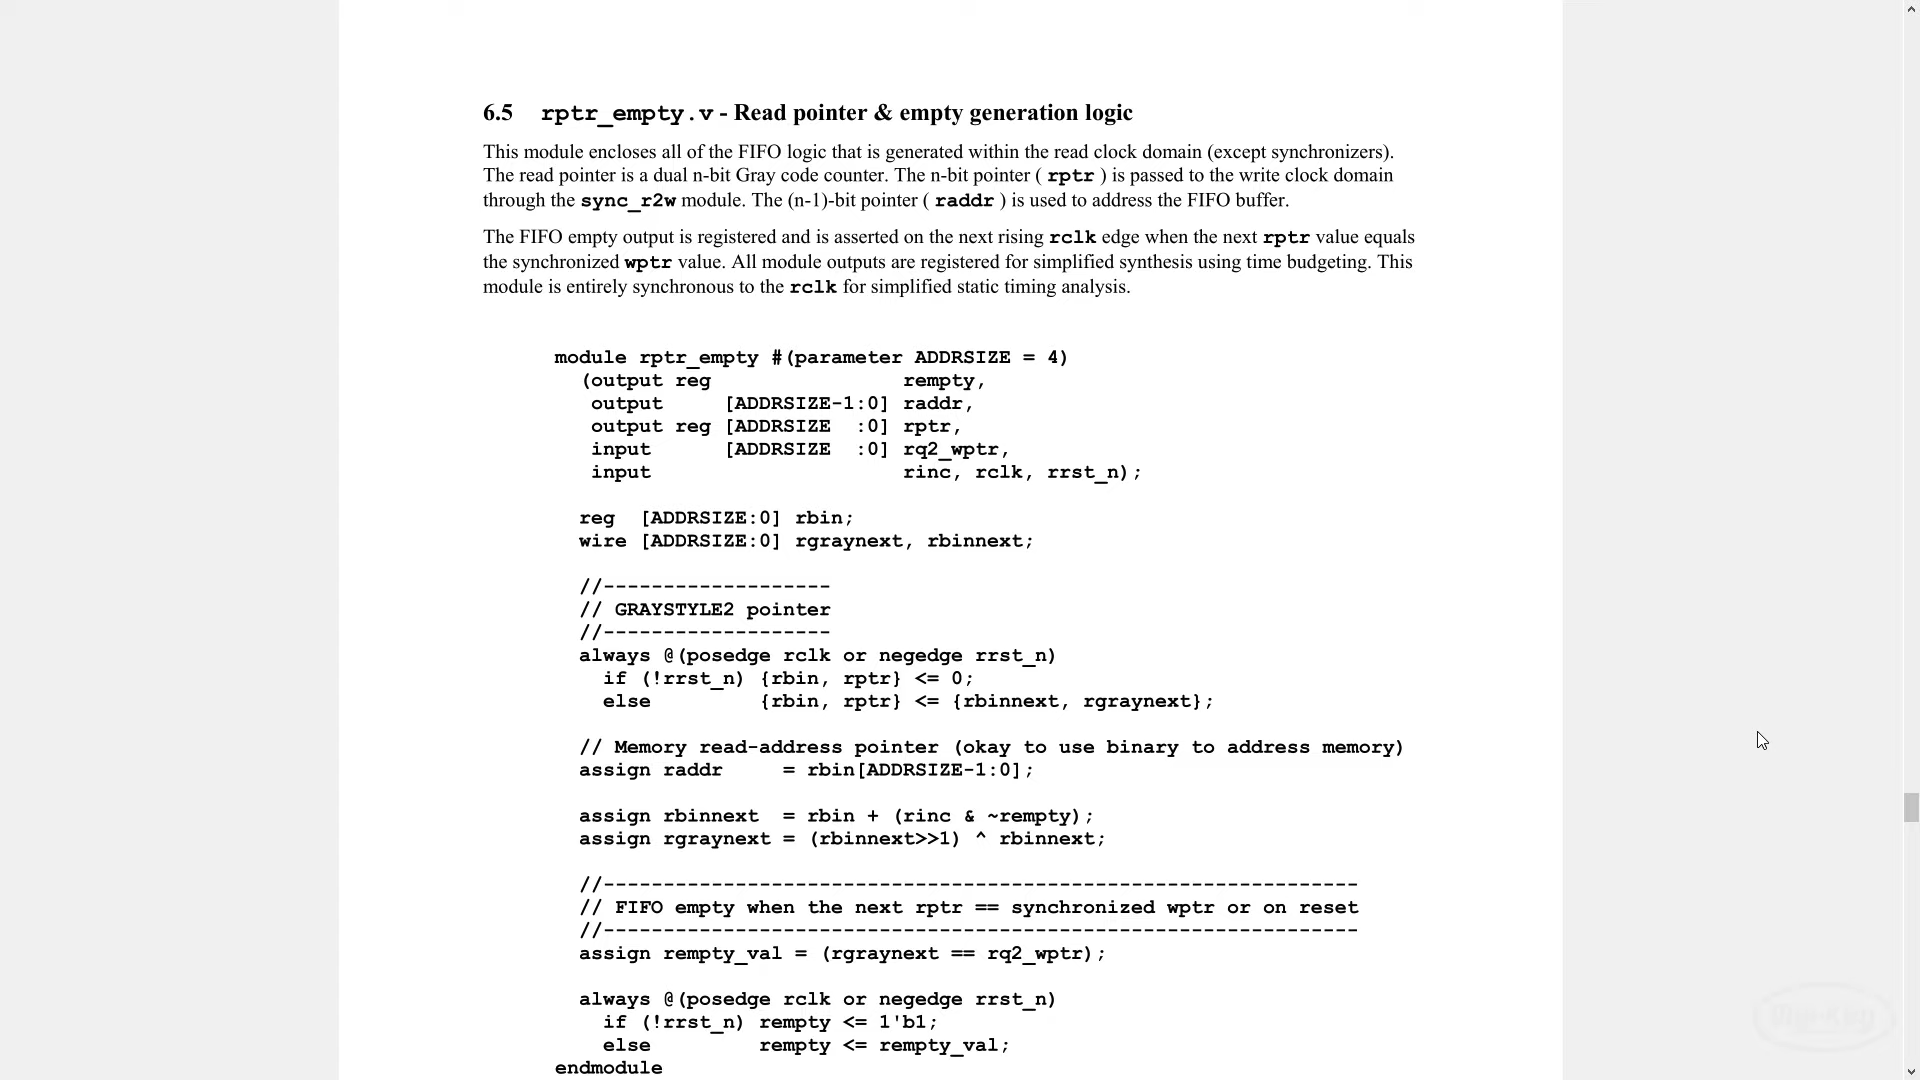 6.5 rptr_empty.v - Read pointer & empty generation logic
This module encloses all of the FIFO logic that is generated within the read clock domain (except synchronizers).
The read pointer is a dual n-bit Gray code counter. The n-bit pointer ( rptr ) is passed to the write clock domain
through the sync_r2w module. The (n-1)-bit pointer ( raddr ) is used to address the FIFO buffer.
The FIFO empty output is registered and is asserted on the next rising rclk edge when the next rptr value equals
the synchronized wptr value. All module outputs are registered for simplified synthesis using time budgeting. This
module is entirely synchronous to the rclk for simplified static timing analysis.
module rptr_empty #(parameter ADDRSIZE = 4)
(output reg rempty,
output [ADDRSIZE-1:0] raddr,
output reg [ADDRSIZE :0] rptr,
input [ADDRSIZE :0] rq2_wptr,
input rinc, rclk, rrst_n);
reg [ADDRSIZE:0] rbin;
wire [ADDRSIZE:0] rgraynext, rbinnext;
//-------------------
// GRAYSTYLE2 pointer
//-------------------
always @(posedge rclk or negedge rrst_n)
if (!rrst_n) {rbin, rptr} <= 0;
else {rbin, rptr} <= {rbinnext, rgraynext};
// Memory read-address pointer (okay to use binary to address memory)
assign raddr = rbin[ADDRSIZE-1:0];
assign rbinnext = rbin + (rinc & ~rempty);
assign rgraynext = (rbinnext>>1) ^ rbinnext;
//---------------------------------------------------------------
// FIFO empty when the next rptr == synchronized wptr or on reset
//---------------------------------------------------------------
assign rempty_val = (rgraynext == rq2_wptr);
always @(posedge rclk or negedge rrst_n)
if (!rrst_n) rempty <= 1'b1;
else rempty <= rempty_val;
endmodule